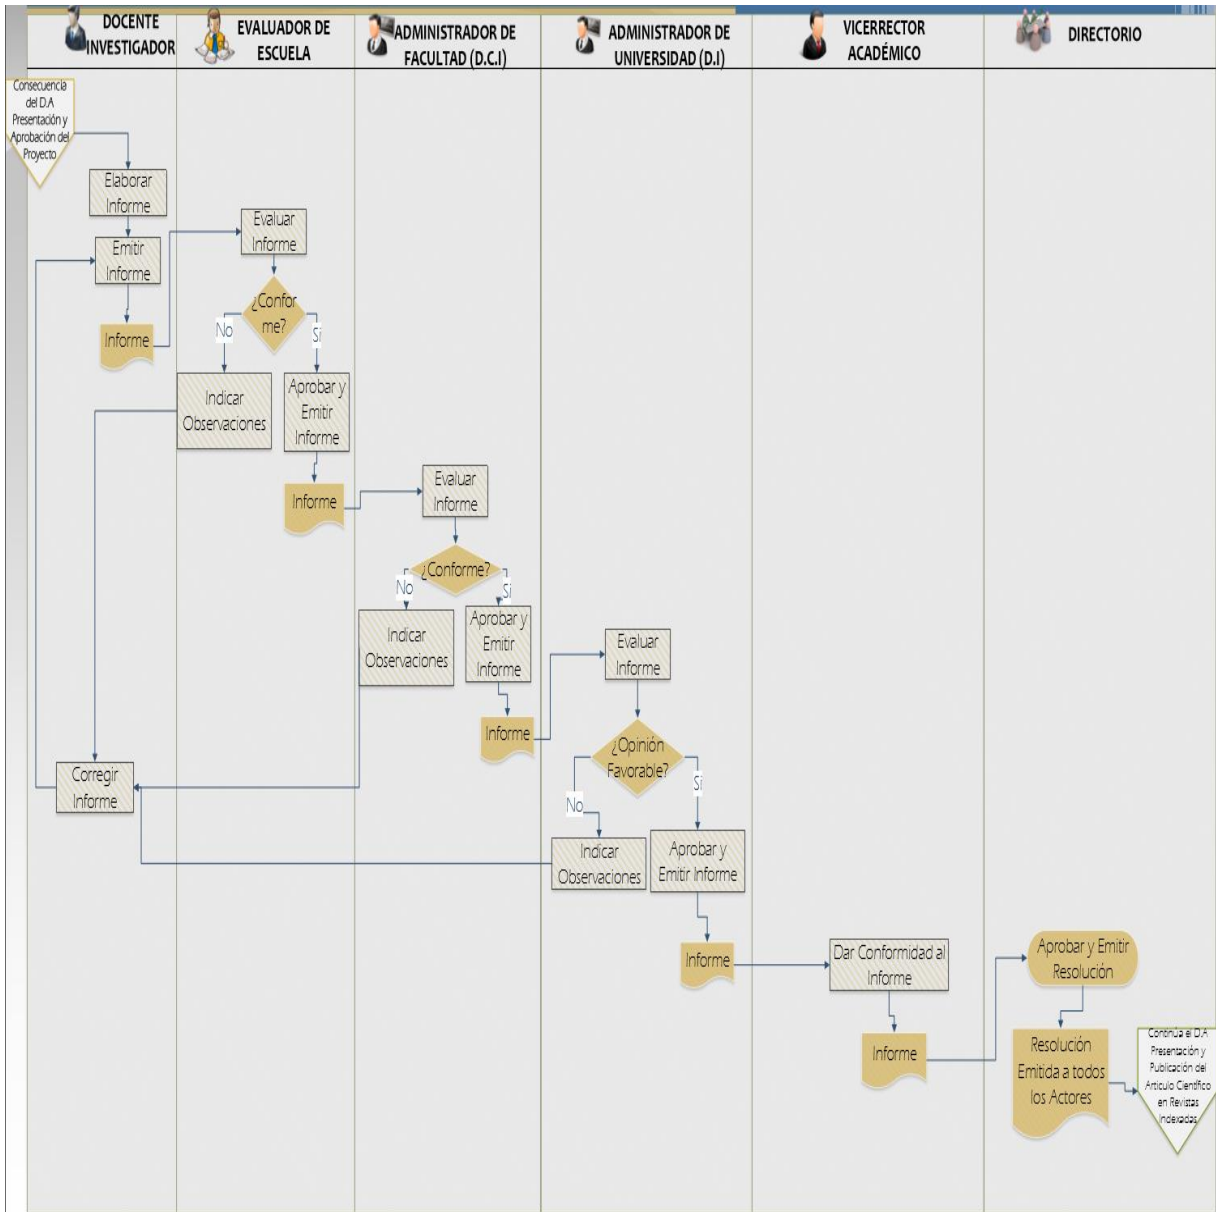 DOCENTE
INVESTIGADOR
EVALUADOR DE
ESCUELA
ADMINISTRADOR DE
FACULTAD (D.C.I)
ADMINISTRADOR DE
UNIVERSIDAD (D.I)
VICERRECTOR
ACADÉMICO
DIRECTORIO
Consecuencia
del D.A
Presentación y
Aprobación del
Proyecto
Elaborar
Informe
Emitir
Informe
Informe
Evaluar
Informe
¿Confor
me?
No
Si
Indicar
Observaciones
Aprobar y
Emitir
Informe
Informe
Evaluar
Informe
¿Conforme?
No
Si
Indicar
Observaciones
Aprobar y
Emitir
Informe
Informe
Evaluar
Informe
¿Opinión
Favorable?
No
Si
Corregir
Informe
Indicar
Observaciones
Aprobar y
Emitir Informe
Informe
Dar Conformidad al
Informe
Informe
Aprobar y Emitir
Resolución
Resolución
Emitida a todos
los Actores
Continúa el D.A
Presentación y
Publicación del
Articulo Científico
en Revistas
Indexadas